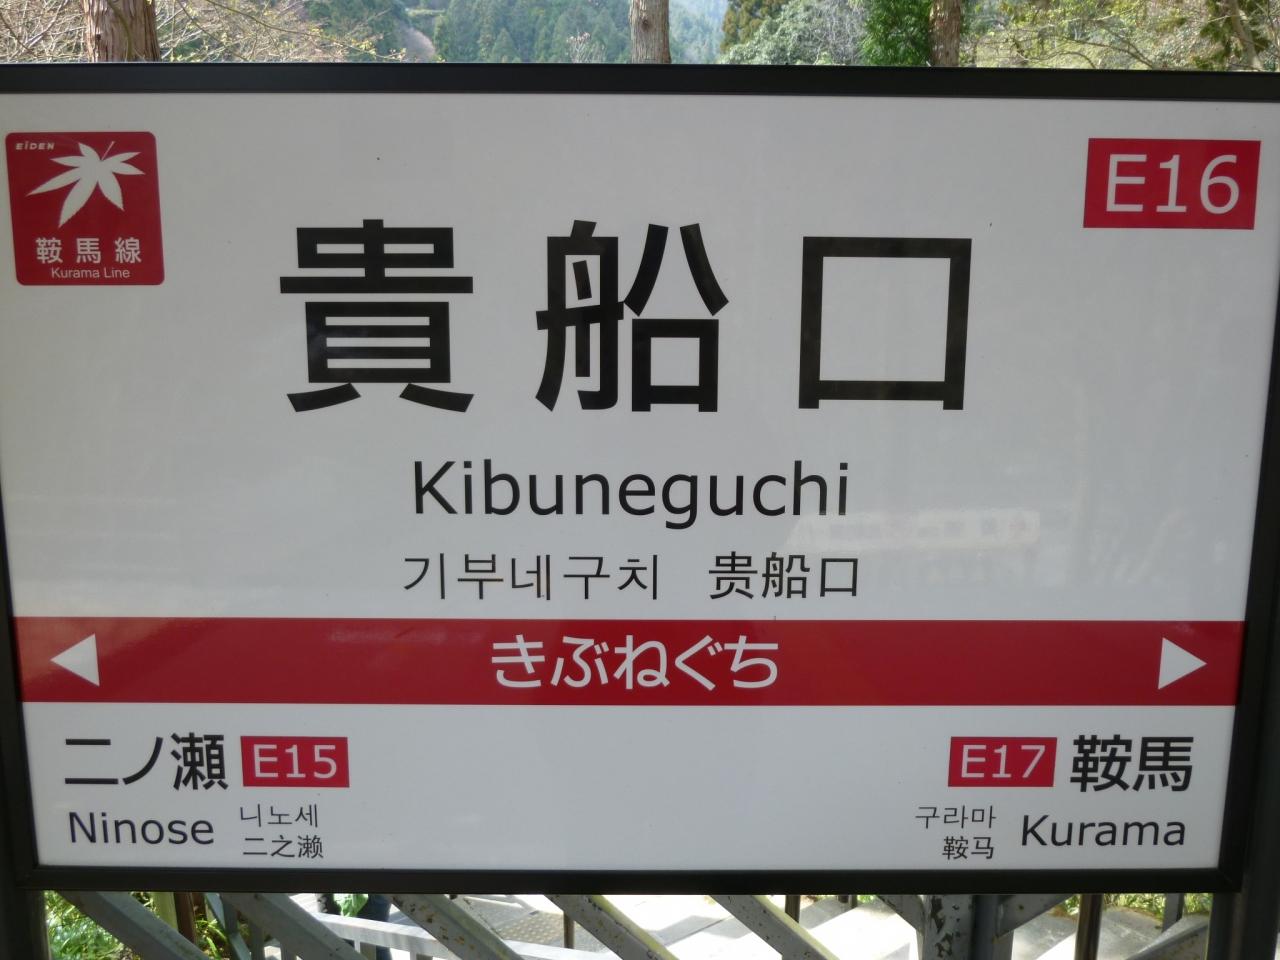 EIDEN
鞍馬線
Kurama Line
E16
貴船口
Kibuneguchi
기부네구치 贵船口
きぶねぐち
二ノ瀬 E15
Ninose 니노세
二之濑
E17 鞍馬
구라마 Kurama
鞍马